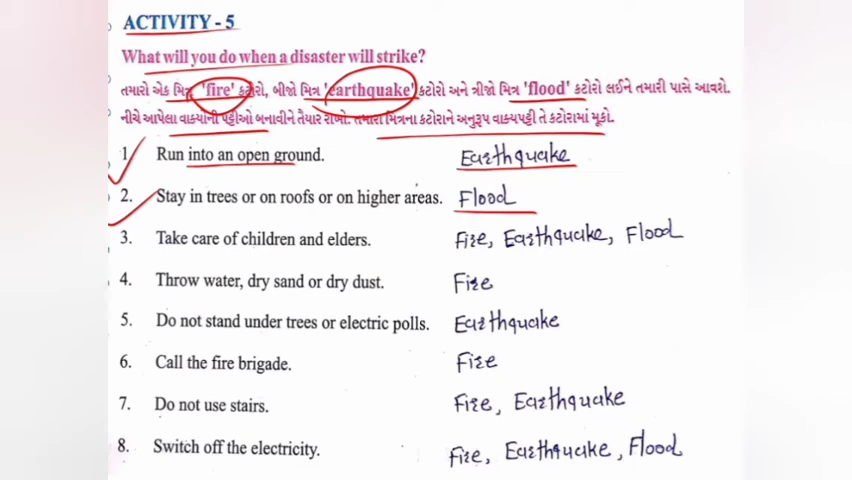 ACTIVITY - 5
What will you do when a disaster will strike?
તમારો એક મિત્ર 'fire' કટોરો, બીજો મિત્ર 'earthquake' કટોરો અને ત્રીજો મિત્ર 'flood' કટોરો લઈને તમારી પાસે આવશે.
નીચે આપેલા વાક્યોની પટ્ટીઓ બનાવીને તૈયાર રાખો. તમારા મિત્રના કટોરાને અનુરૂપ વાક્યપટ્ટી તે કટોરામાં મૂકો.
1. Run into an open ground. Earthquake
2. Stay in trees or on roofs or on higher areas. Flood
3. Take care of children and elders. Fire, Earthquake, Flood
4. Throw water, dry sand or dry dust. Fire
5. Do not stand under trees or electric polls. Earthquake
6. Call the fire brigade. Fire
7. Do not use stairs. Fire, Earthquake
8. Switch off the electricity. Fire, Earthquake, Flood